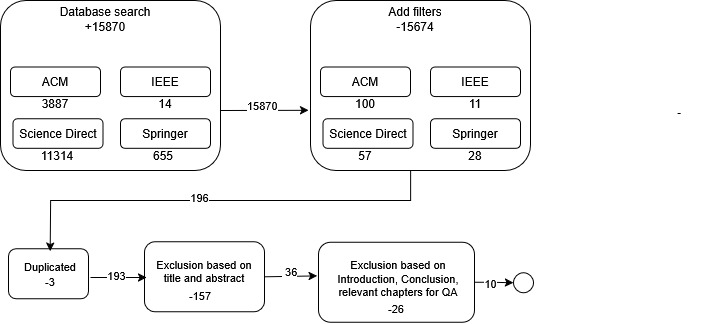 Database search
+15870
ACM
3887
IEEE
14
Science Direct
11314
Springer
655
15870
Add filters
-15674
ACM
100
IEEE
11
Science Direct
57
Springer
28
-
196
Duplicated
-3
193
Exclusion based on
title and abstract
-157
36
Exclusion based on
Introduction, Conclusion,
relevant chapters for QA
-26
10